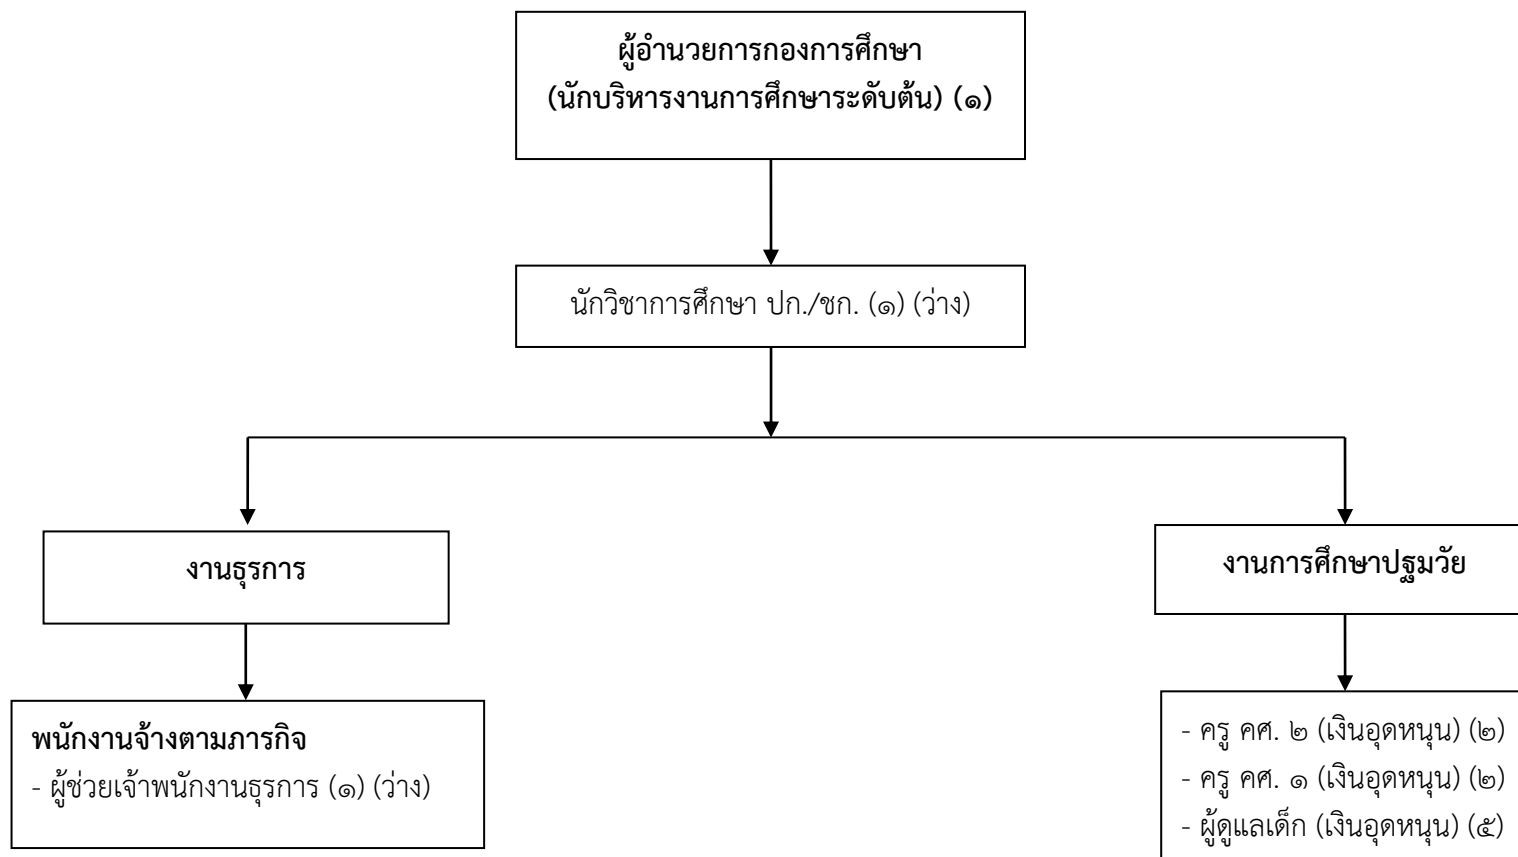 ผู้อำนวยการกองการศึกษา
(นักบริหารงานการศึกษาระดับต้น) (๑)
นักวิชาการศึกษา ปก./ชก. (๑) (ว่าง)
งานธุรการ
งานการศึกษาปฐมวัย
พนักงานจ้างตามภารกิจ
- ผู้ช่วยเจ้าพนักงานธุรการ (๑) (ว่าง)
- ครู คศ. ๒ (เงินอุดหนุน) (๒)
- ครู คศ. ๑ (เงินอุดหนุน) (๒)
- ผู้ดูแลเด็ก (เงินอุดหนุน) (๕)